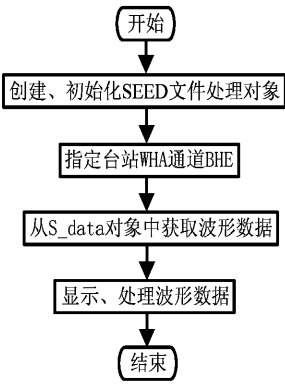 开始
创建、初始化SEED文件处理对象
指定台站WHA通道BHE
从S_data对象中获取波形数据
显示、处理波形数据
结束